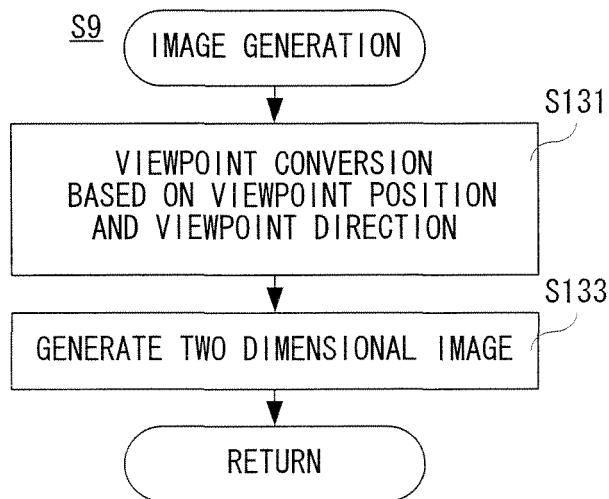 S9
IMAGE GENERATION
S131
VIEWPOINT CONVERSION
BASED ON VIEWPOINT POSITION
AND VIEWPOINT DIRECTION
S133
GENERATE TWO DIMENSIONAL IMAGE
RETURN